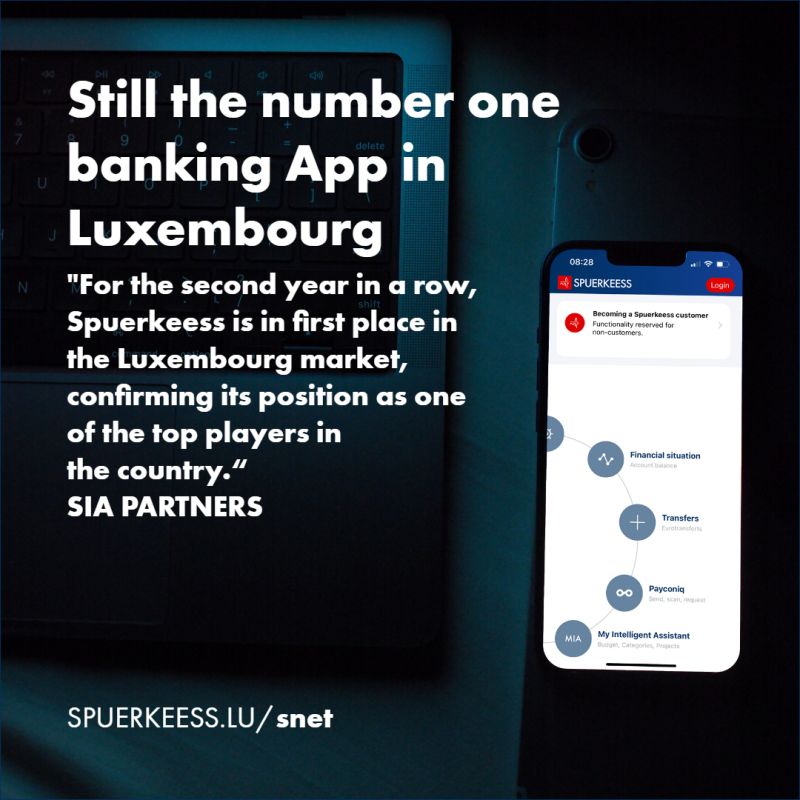 Still the number one
banking App in
Luxembourg
"For the second year in a row,
Spuerkeess is in first place in
the Luxembourg market,
confirming its position as one
of the top players in
the country.“
SIA PARTNERS
SPUERKEESS.LU/snet
08:28
SPUERKEESS
Login
Becoming a Spuerkeess customer
Functionality reserved for
non-customers.
Financial situation
Account balance
Transfers
Eurotransferts
Payconiq
Send, scan, request
MIA
My Intelligent Assistant
Budget, Categories, Projects
delete
shift